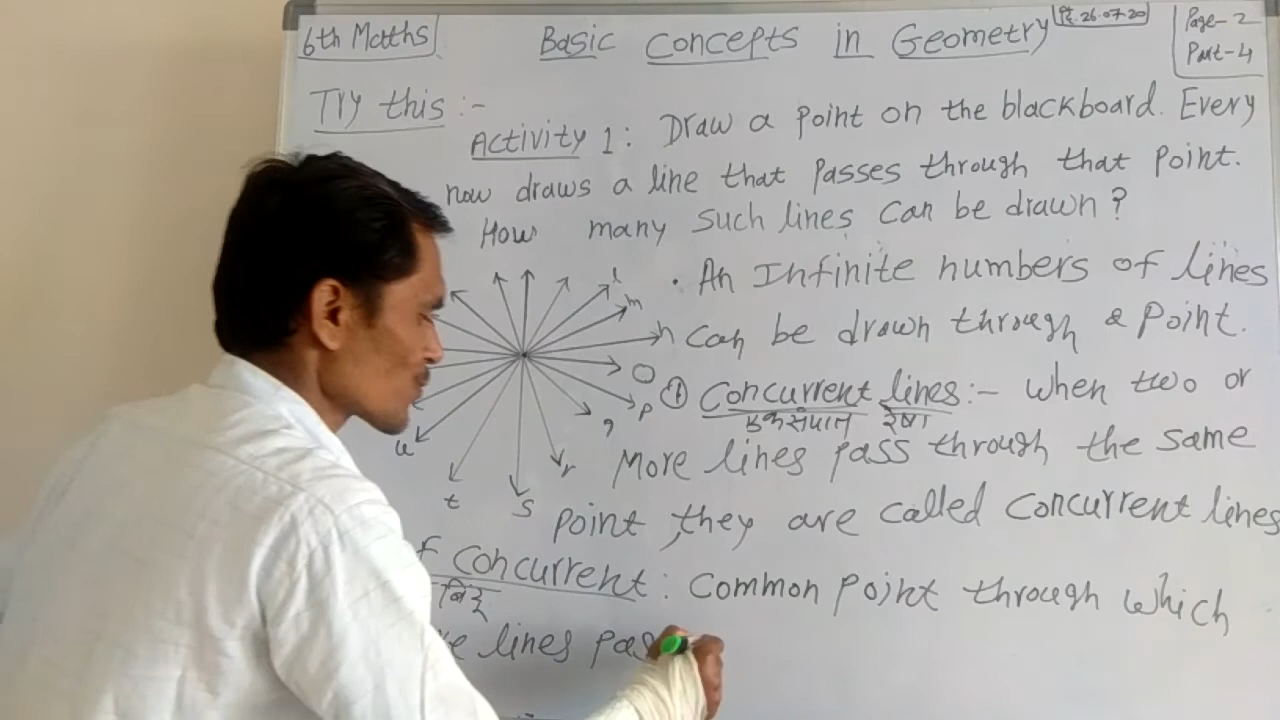 6th Maths
Basic Concepts in Geometry
दि. 26.07.20
Page-2
Part-4
Try this :-
Activity 1: Draw a point on the blackboard. Every
now draws a line that passes through that point.
How many such lines can be drawn?
· An Infinite numbers of lines
can be drawn through a point.
l
m
n
o
p
q
r
s
t
u
① Concurrent lines :- when two or
एकसंपात रेषा
More lines pass through the same
point, they are called concurrent lines
f concurrent : Common point through which
बिंदू
lines pass